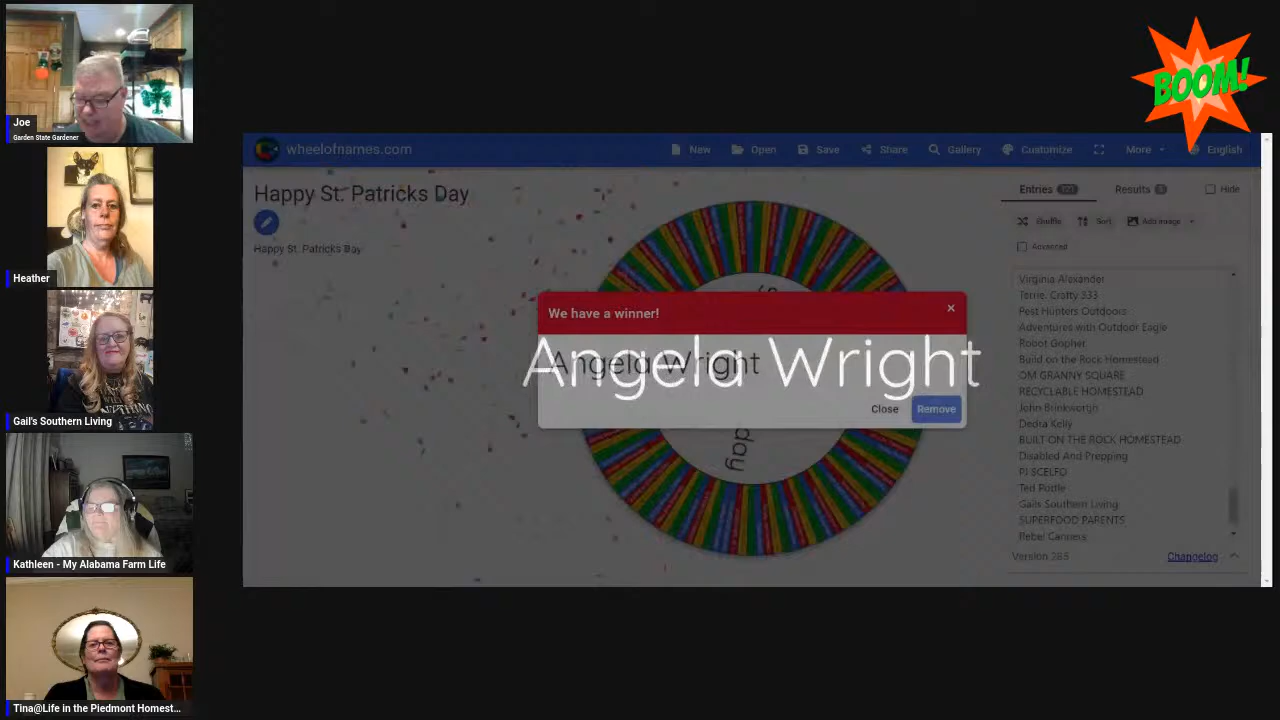 Joe
Garden State Gardener
Heather
Gail's Southern Living
Kathleen - My Alabama Farm Life
Tina@Life in the Piedmont Homest...
BOOM!
wheelofnames.com
New
Open
Save
Share
Gallery
Customize
More
English
Happy St. Patricks Day
Happy St. Patricks Day
We have a winner!
×
Angela Wright
Angela Wright
Close
Remove
day
Entries
Results
Hide
Shuffle
Sort
Add image
Advanced
Virginia Alexander
Pest Hunters Outdoors
Adventures with Outdoor Eagle
Robot Gopher
Build on the Rock Homestead
OM GRANNY SQUARE
RECYCLABLE HOMESTEAD
John Brinkworth
Dedra Kelly
BUILT ON THE ROCK HOMESTEAD
Disabled And Prepping
PJ SCELFO
Ted Pottle
Gails Southern Living
SUPERFOOD PARENTS
Rebel Canners
Version 285
Changelog